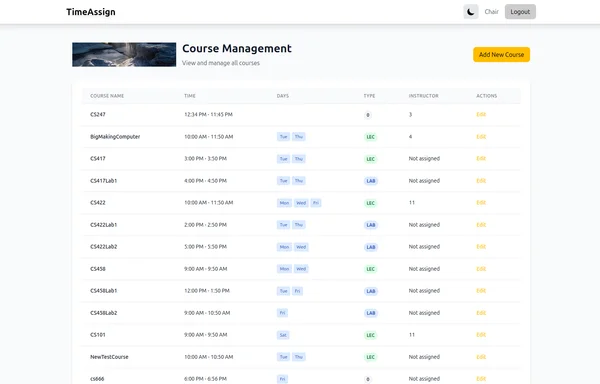 TimeAssign Chair Logout
Course Management
View and manage all courses
Add New Course
COURSE NAME TIME DAYS TYPE INSTRUCTOR ACTIONS
CS247 12:34 PM - 11:45 PM 0 3 Edit
BigMakingComputer 10:00 AM - 11:50 AM Tue Thu LEC 4 Edit
CS417 3:00 PM - 3:50 PM Tue Thu LEC Not assigned Edit
CS417Lab1 4:00 PM - 4:50 PM Tue Thu LAB Not assigned Edit
CS422 10:00 AM - 11:50 AM Mon Wed Fri LEC 11 Edit
CS422Lab1 2:00 PM - 2:50 PM Tue Thu LAB Not assigned Edit
CS422Lab2 5:00 PM - 5:50 PM Mon Wed LAB Not assigned Edit
CS458 9:00 AM - 9:50 AM Mon Wed LEC Not assigned Edit
CS458Lab1 12:00 PM - 1:50 PM Tue Fri LAB Not assigned Edit
CS458Lab2 9:00 AM - 10:50 AM Fri LAB Not assigned Edit
CS101 9:00 AM - 9:50 AM Sat LEC 11 Edit
NewTestCourse 10:00 AM - 10:50 AM Tue Thu LEC Not assigned Edit
cs666 6:00 PM - 6:56 PM Fri 0 Not assigned Edit